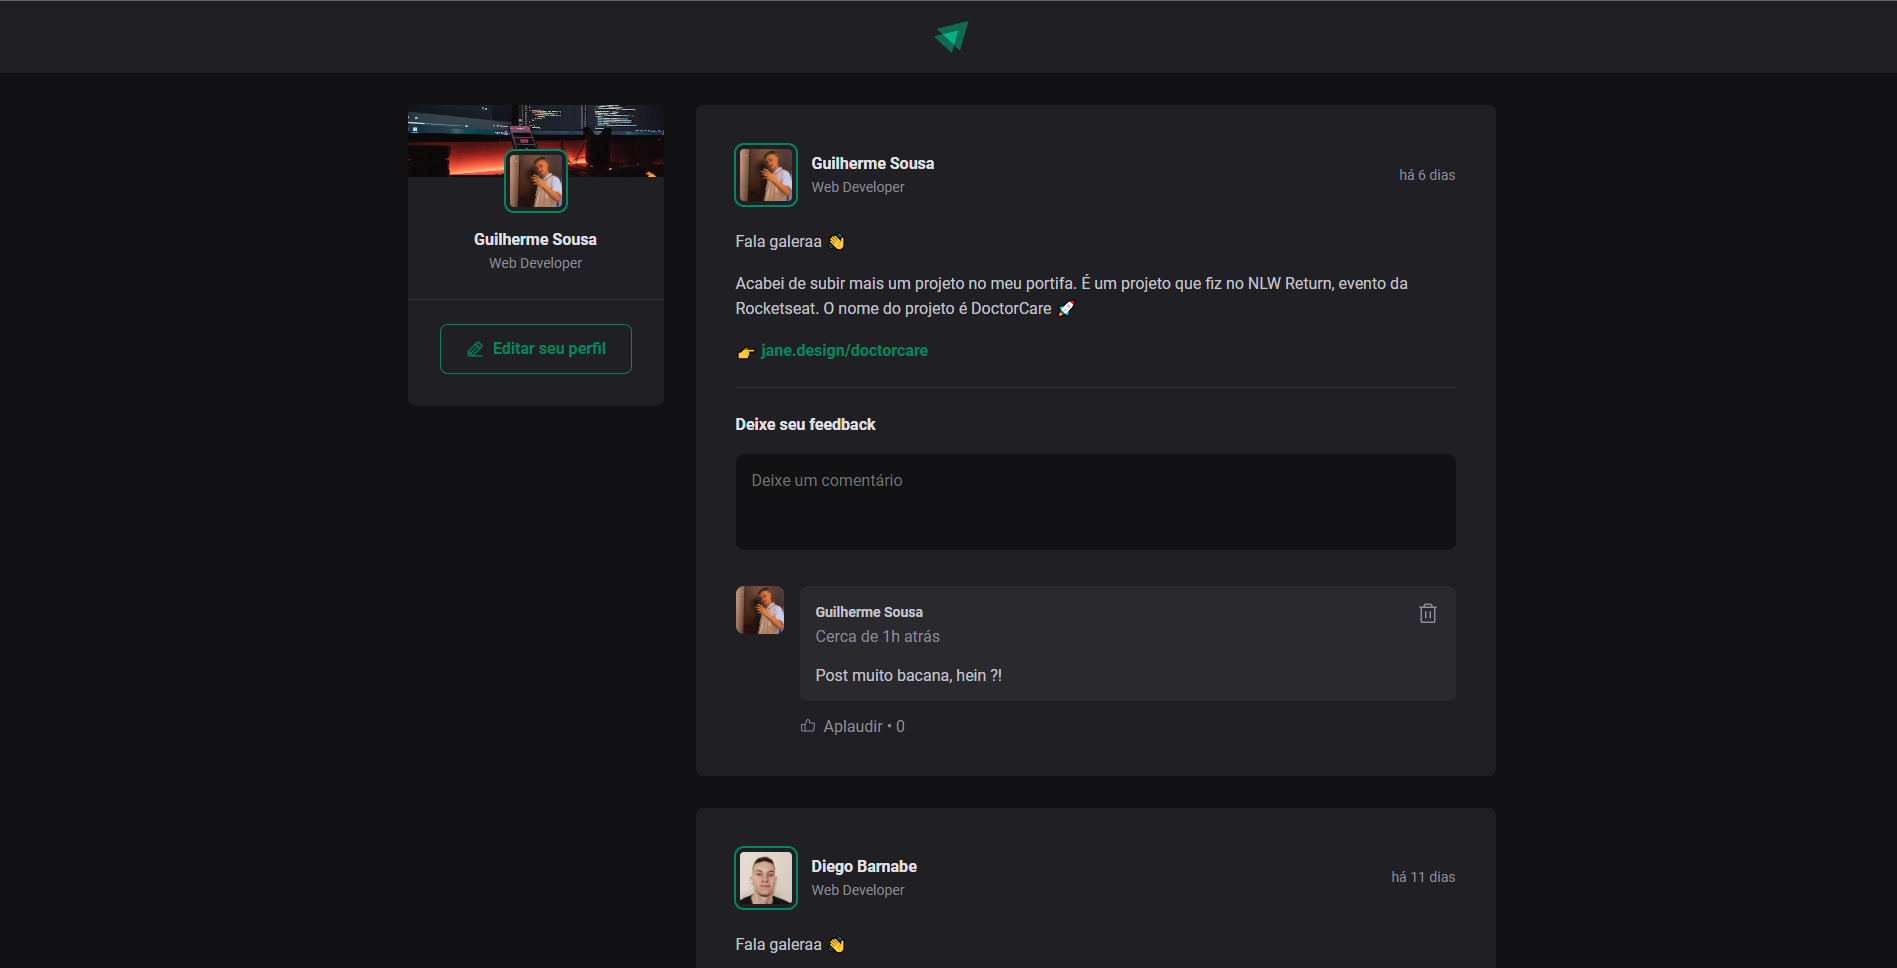 Guilherme Sousa
Web Developer
Editar seu perfil
Guilherme Sousa
Web Developer
há 6 dias
Fala galeraa 👋
Acabei de subir mais um projeto no meu portifa. É um projeto que fiz no NLW Return, evento da
Rocketseat. O nome do projeto é DoctorCare 🚀
👉 jane.design/doctorcare
Deixe seu feedback
Deixe um comentário
Guilherme Sousa
Cerca de 1h atrás
Post muito bacana, hein ?!
Aplaudir • 0
Diego Barnabe
Web Developer
há 11 dias
Fala galeraa 👋